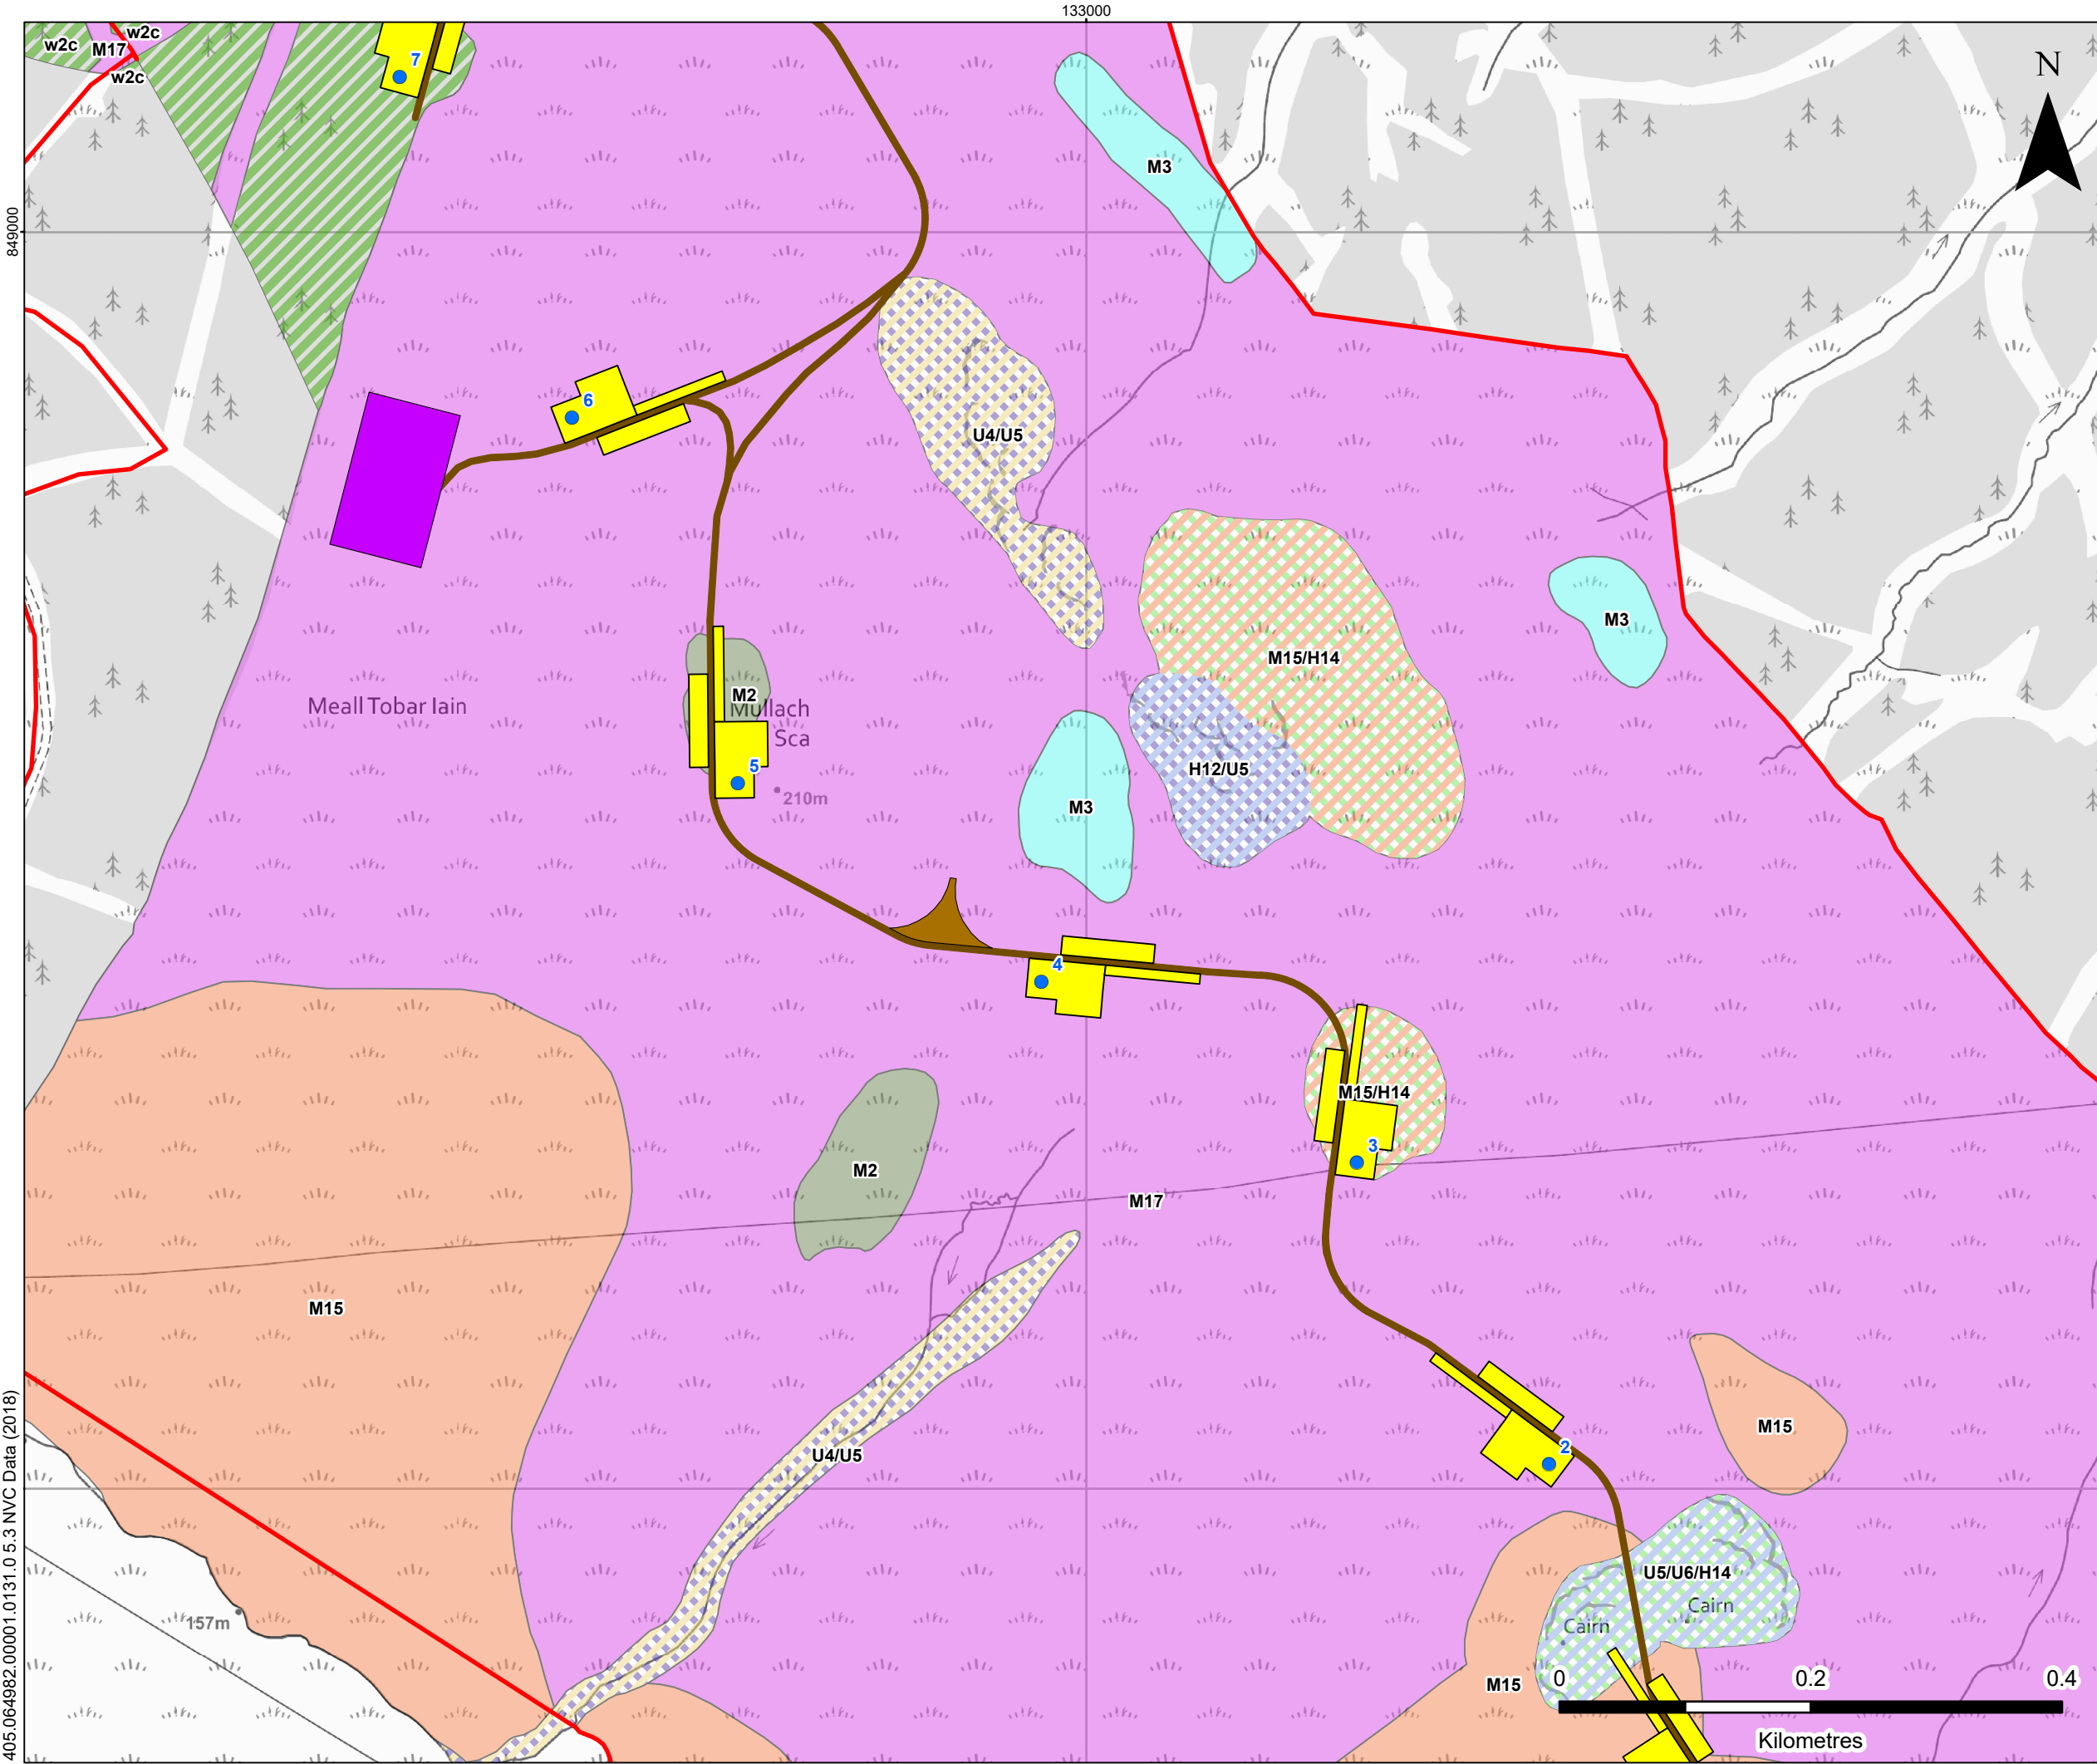 133000
w2c
w2c
M17
w2c
7
N
M3
849000
6
U4/U5
M3
M15/H14
M2
Meall Tobar Iain
Mullach
Sca
5
210m
H12/U5
M3
4
M15/H14
3
M2
M17
M15
2
M15
U4/U5
U5/U6/H14
Cairn
Cairn
157m
M15
0
0.2
0.4
Kilometres
405.064982.00001.0131.0 5.3 NVC Data (2018)